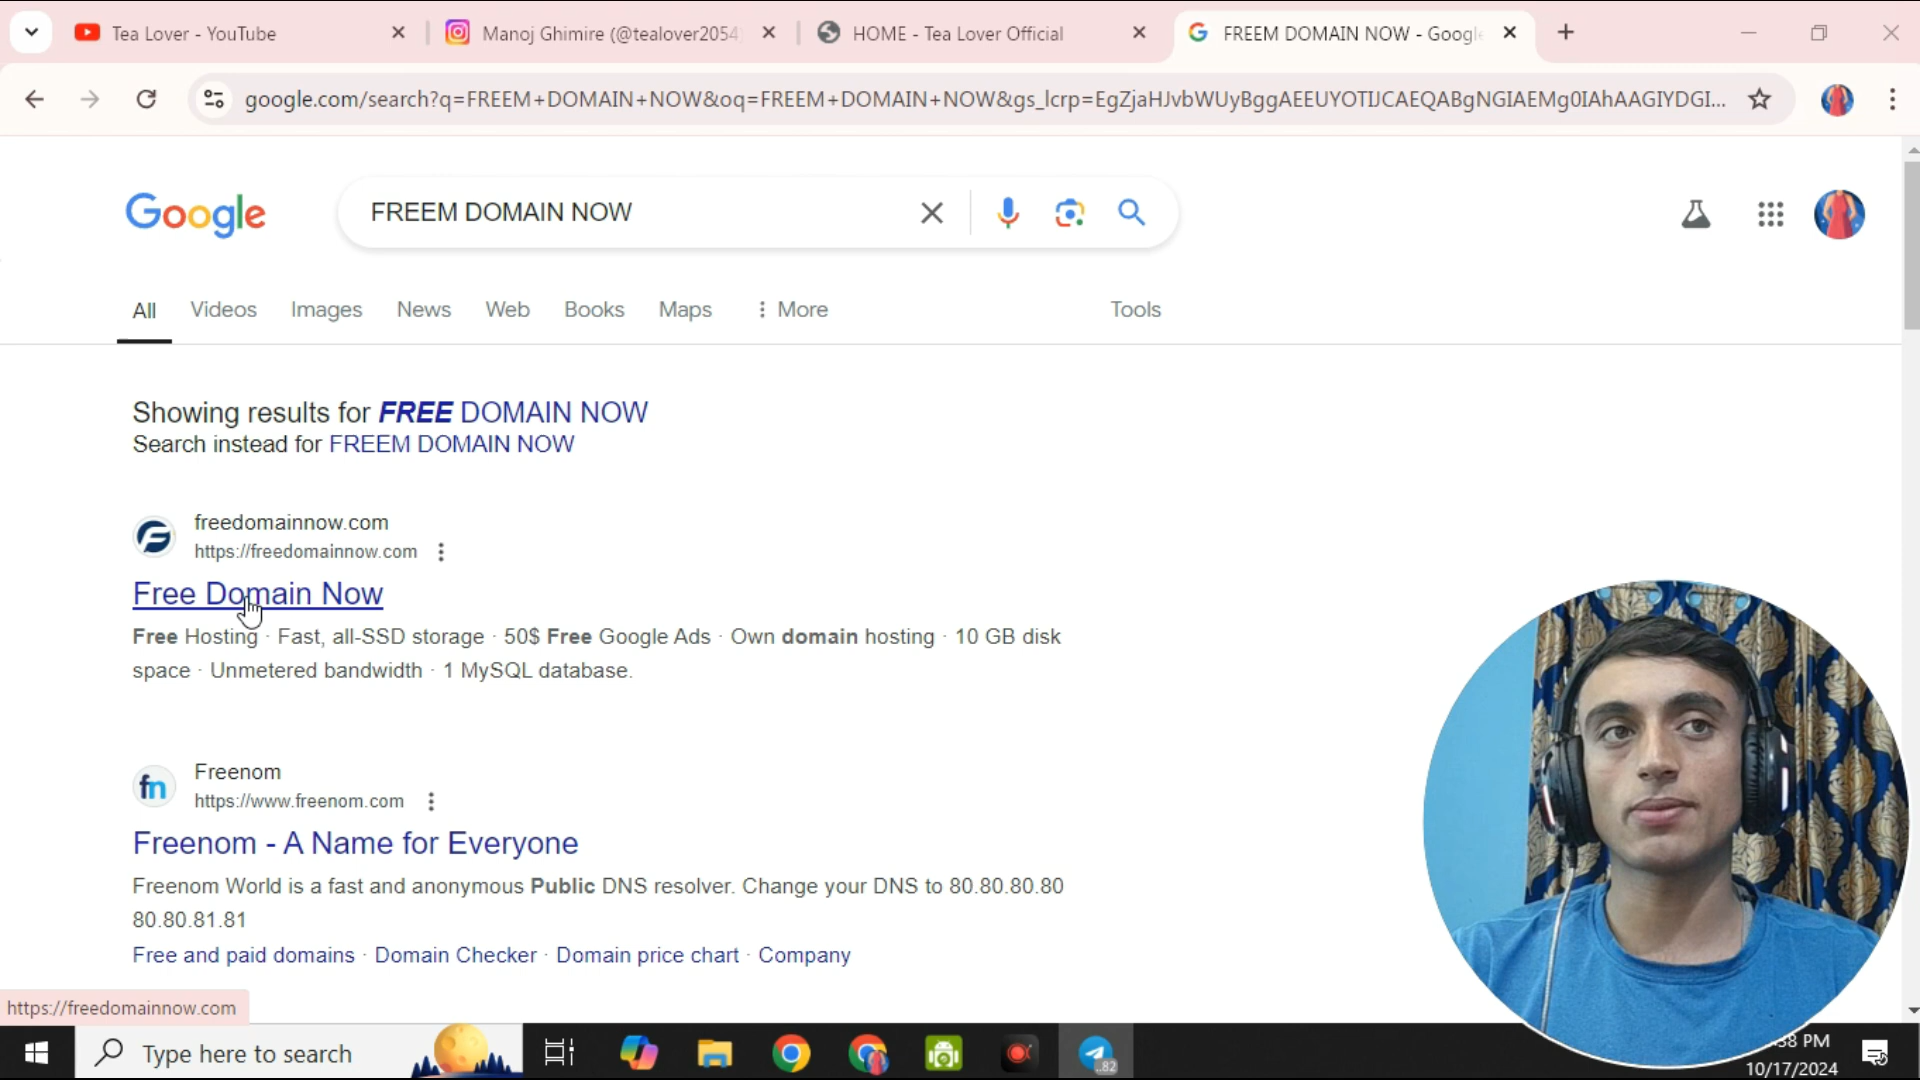 Tea Lover - YouTube
Manoj Ghimire (@tealover2054
HOME - Tea Lover Official
FREEM DOMAIN NOW - Googl
google.com/search?q=FREEM+DOMAIN+NOW&oq=FREEM+DOMAIN+NOW&gs_lcrp=EgZjaHJvbWUyBggAEEUYOTIJCAEQABgNGIAEMg0IAhAAGIYDGI...
Google
FREEM DOMAIN NOW
All
Videos
Images
News
Web
Books
Maps
More
Tools
Showing results for FREE DOMAIN NOW
Search instead for FREEM DOMAIN NOW
freedomainnow.com
https://freedomainnow.com
Free Domain Now
Free Hosting · Fast, all-SSD storage · 50$ Free Google Ads · Own domain hosting · 10 GB disk
space · Unmetered bandwidth · 1 MySQL database.
fn
Freenom
https://www.freenom.com
Freenom - A Name for Everyone
Freenom World is a fast and anonymous Public DNS resolver. Change your DNS to 80.80.80.80
80.80.81.81
Free and paid domains · Domain Checker · Domain price chart · Company
https://freedomainnow.com
Type here to search
..82
38 PM
10/17/2024